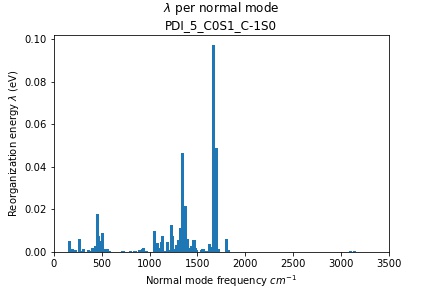 λ per normal mode
PDI_5_C0S1_C-1S0
Reorganization energy λ (eV)
0.10
0.08
0.06
0.04
0.02
0.00
0 500 1000 1500 2000 2500 3000 3500
Normal mode frequency cm⁻¹